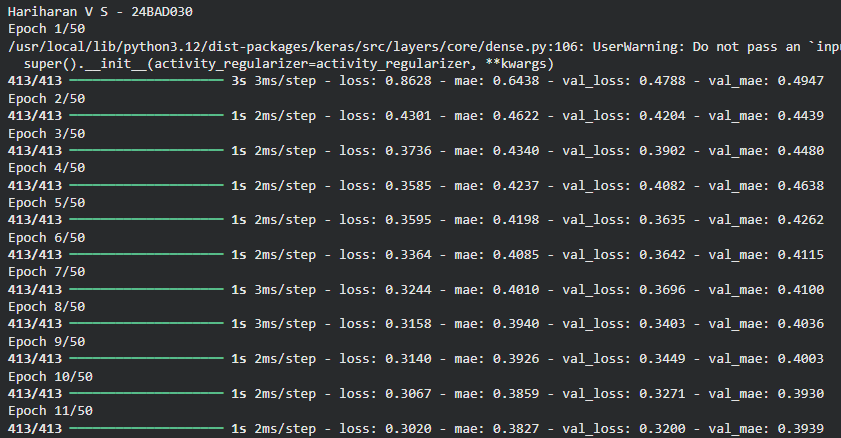 Hariharan V S - 24BAD030
Epoch 1/50
/usr/local/lib/python3.12/dist-packages/keras/src/layers/core/dense.py:106: UserWarning: Do not pass an `inpu
  super().__init__(activity_regularizer=activity_regularizer, **kwargs)
413/413 ━━━━━━━━━━━━━━━━━━━━ 3s 3ms/step - loss: 0.8628 - mae: 0.6438 - val_loss: 0.4788 - val_mae: 0.4947
Epoch 2/50
413/413 ━━━━━━━━━━━━━━━━━━━━ 1s 2ms/step - loss: 0.4301 - mae: 0.4622 - val_loss: 0.4204 - val_mae: 0.4439
Epoch 3/50
413/413 ━━━━━━━━━━━━━━━━━━━━ 1s 2ms/step - loss: 0.3736 - mae: 0.4340 - val_loss: 0.3902 - val_mae: 0.4480
Epoch 4/50
413/413 ━━━━━━━━━━━━━━━━━━━━ 1s 2ms/step - loss: 0.3585 - mae: 0.4237 - val_loss: 0.4082 - val_mae: 0.4638
Epoch 5/50
413/413 ━━━━━━━━━━━━━━━━━━━━ 1s 2ms/step - loss: 0.3595 - mae: 0.4198 - val_loss: 0.3635 - val_mae: 0.4262
Epoch 6/50
413/413 ━━━━━━━━━━━━━━━━━━━━ 1s 2ms/step - loss: 0.3364 - mae: 0.4085 - val_loss: 0.3642 - val_mae: 0.4115
Epoch 7/50
413/413 ━━━━━━━━━━━━━━━━━━━━ 1s 3ms/step - loss: 0.3244 - mae: 0.4010 - val_loss: 0.3696 - val_mae: 0.4100
Epoch 8/50
413/413 ━━━━━━━━━━━━━━━━━━━━ 1s 3ms/step - loss: 0.3158 - mae: 0.3940 - val_loss: 0.3403 - val_mae: 0.4036
Epoch 9/50
413/413 ━━━━━━━━━━━━━━━━━━━━ 1s 2ms/step - loss: 0.3140 - mae: 0.3926 - val_loss: 0.3449 - val_mae: 0.4003
Epoch 10/50
413/413 ━━━━━━━━━━━━━━━━━━━━ 1s 2ms/step - loss: 0.3067 - mae: 0.3859 - val_loss: 0.3271 - val_mae: 0.3930
Epoch 11/50
413/413 ━━━━━━━━━━━━━━━━━━━━ 1s 2ms/step - loss: 0.3020 - mae: 0.3827 - val_loss: 0.3200 - val_mae: 0.3939